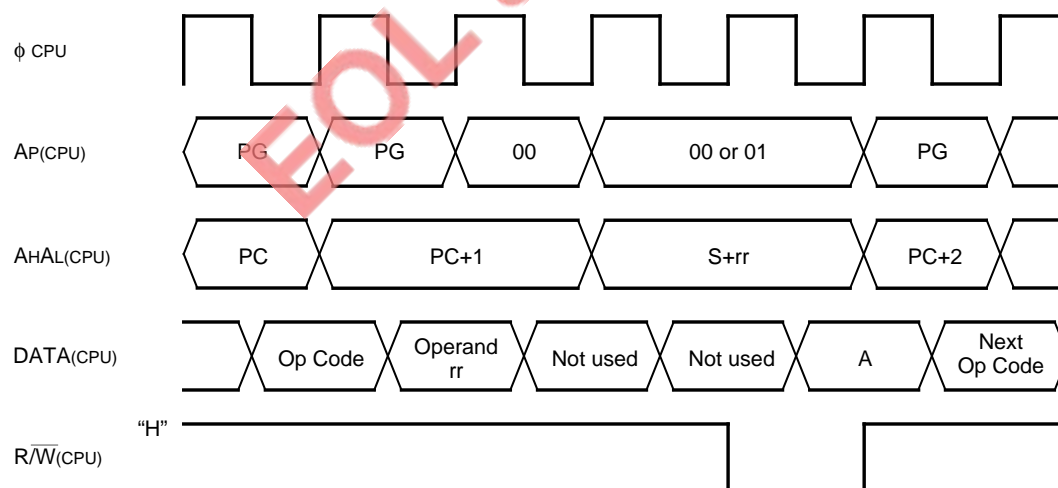 ϕ CPU
AP(CPU)
PG
PG
00
00 or 01
PG
AHAL(CPU)
PC
PC+1
S+rr
PC+2
DATA(CPU)
Op Code
Operand
rr
Not used
Not used
A
Next
Op Code
“H”
R/W̅(CPU)
EOL